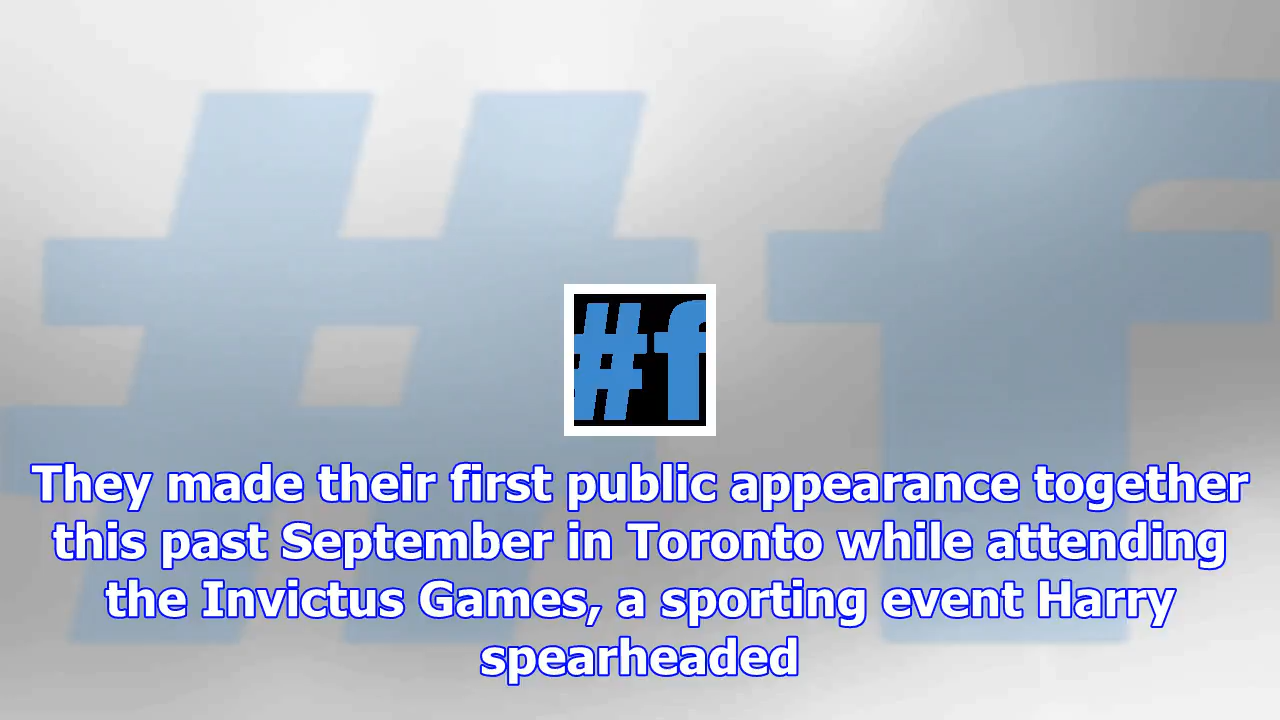 #f
#f
They made their first public appearance together
this past September in Toronto while attending
the Invictus Games, a sporting event Harry
spearheaded